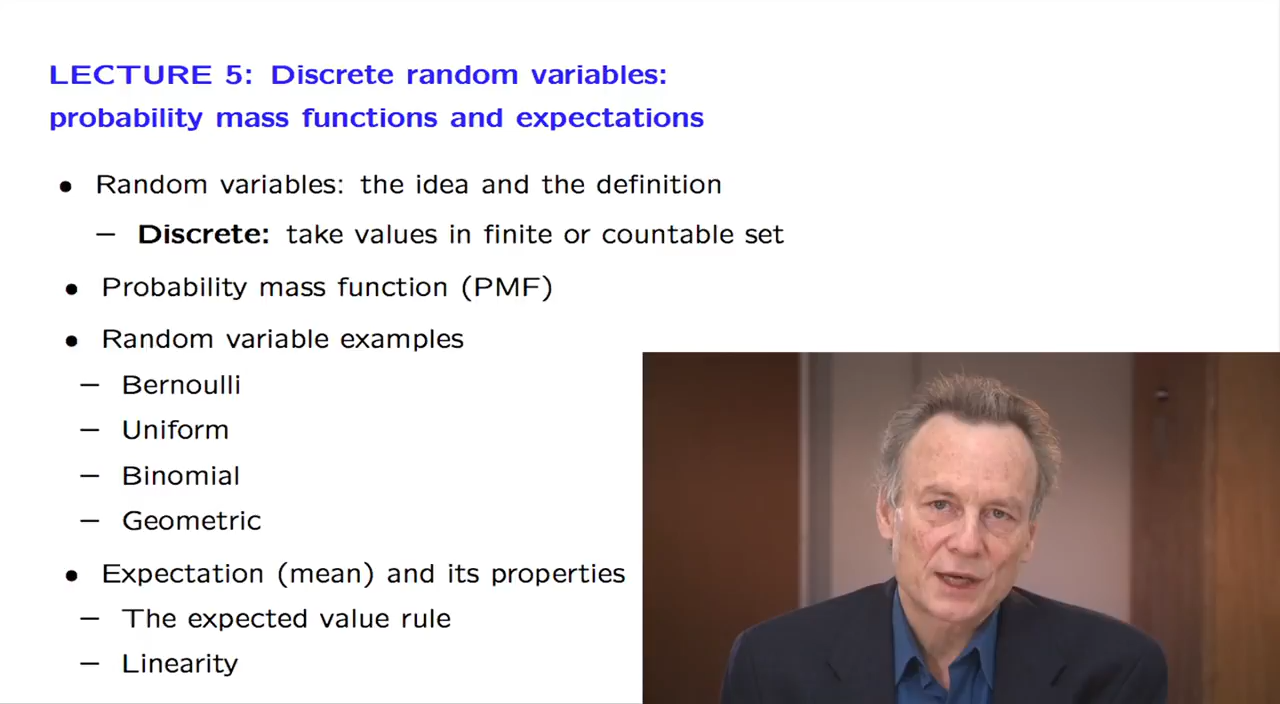 LECTURE 5: Discrete random variables:
probability mass functions and expectations
● Random variables: the idea and the definition
– Discrete: take values in finite or countable set
● Probability mass function (PMF)
● Random variable examples
– Bernoulli
– Uniform
– Binomial
– Geometric
● Expectation (mean) and its properties
– The expected value rule
– Linearity